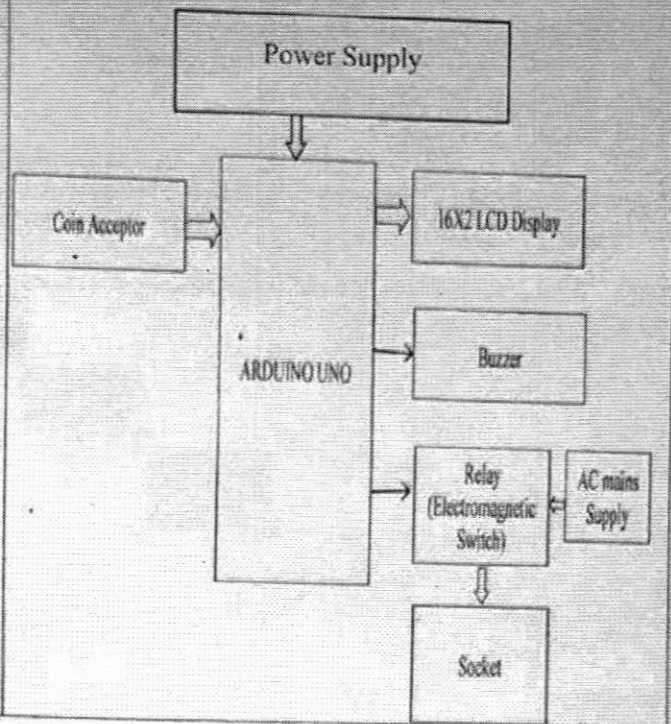 Power Supply
Coin Acceptor
16X2 LCD Display
ARDUINO UNO
Buzzer
Relay
(Electromagnetic
Switch)
AC mains
Supply
Socket